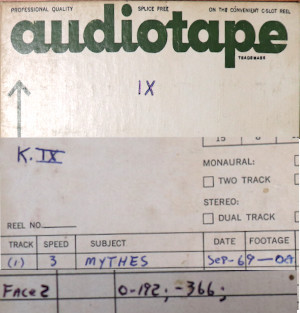 PROFESSIONAL QUALITY SPLICE FREE ON THE CONVENIENT C-SLOT REEL
audiotape
TRADEMARK
IX
K. IX
15
MONAURAL:
TWO TRACK
STEREO:
DUAL TRACK
REEL NO.
TRACK SPEED SUBJECT DATE FOOTAGE
(1) 3 MYTHES SEP-69-
Face 2 0-192; -366;